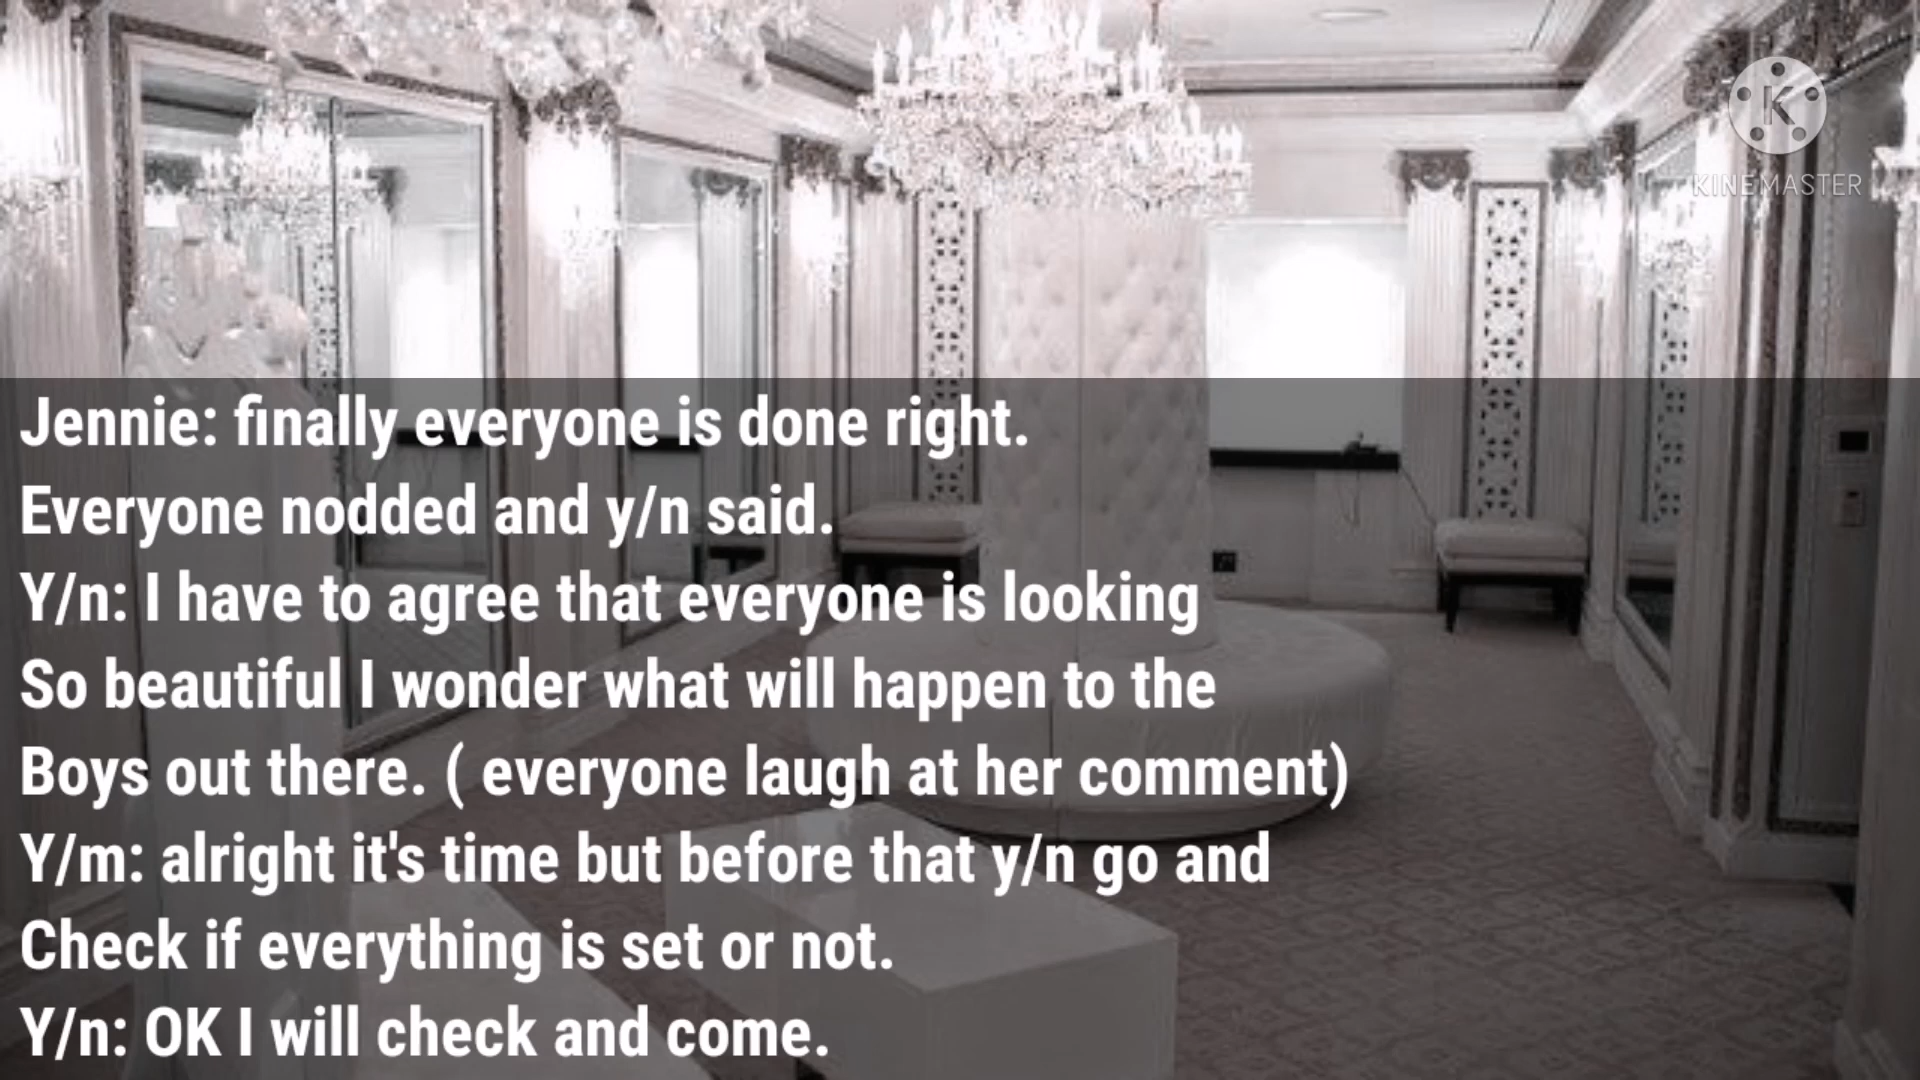 K
KINEMASTER
Jennie: finally everyone is done right.
Everyone nodded and y/n said.
Y/n: I have to agree that everyone is looking
So beautiful I wonder what will happen to the
Boys out there. ( everyone laugh at her comment)
Y/m: alright it's time but before that y/n go and
Check if everything is set or not.
Y/n: OK I will check and come.